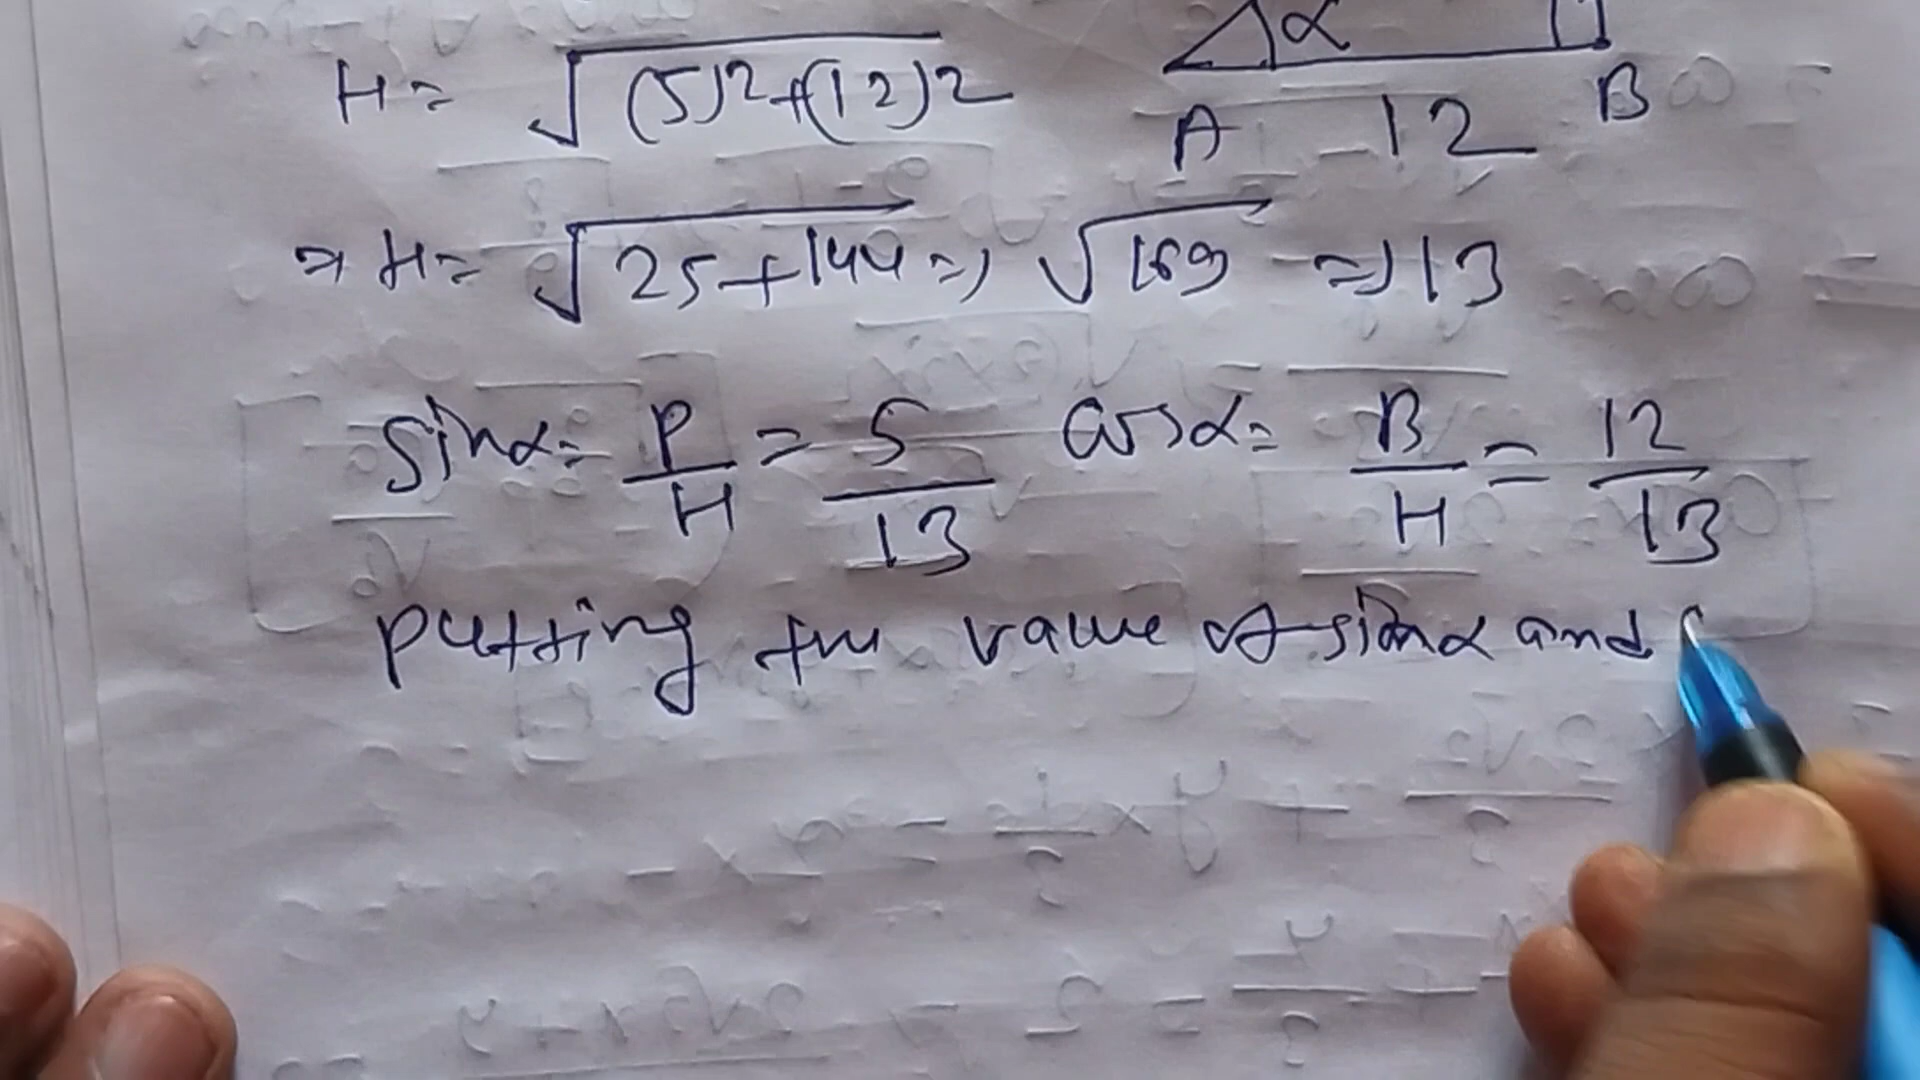 H= √(5)2+(12)2
α
A 12 B
⇒ H= √25+144 => √169 => 13
sinα= P/H = 5/13 cosα= B/H = 12/13
putting the value of sinα and